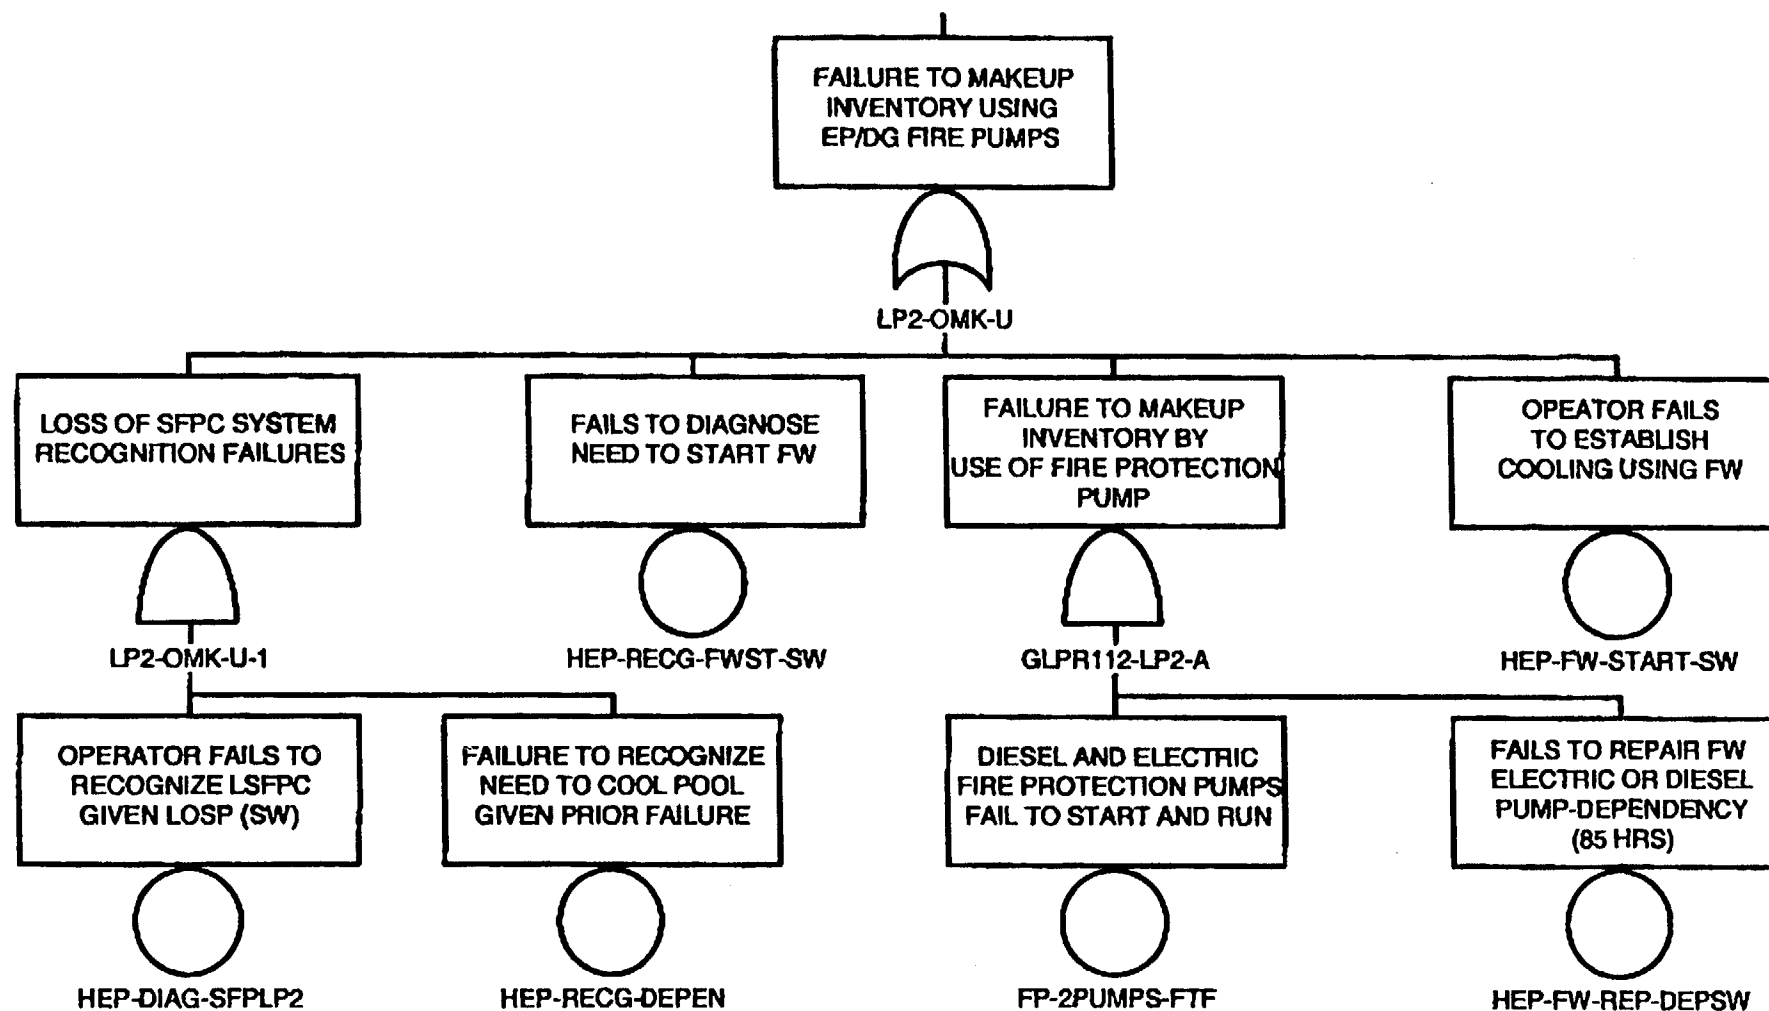 FAILURE TO MAKEUP
INVENTORY USING
EP/DG FIRE PUMPS
LP2-OMK-U
LOSS OF SFPC SYSTEM
RECOGNITION FAILURES
FAILS TO DIAGNOSE
NEED TO START FW
FAILURE TO MAKEUP
INVENTORY BY
USE OF FIRE PROTECTION
PUMP
OPEATOR FAILS
TO ESTABLISH
COOLING USING FW
LP2-OMK-U-1
HEP-RECG-FWST-SW
GLPR112-LP2-A
HEP-FW-START-SW
OPERATOR FAILS TO
RECOGNIZE LSFPC
GIVEN LOSP (SW)
FAILURE TO RECOGNIZE
NEED TO COOL POOL
GIVEN PRIOR FAILURE
DIESEL AND ELECTRIC
FIRE PROTECTION PUMPS
FAIL TO START AND RUN
FAILS TO REPAIR FW
ELECTRIC OR DIESEL
PUMP-DEPENDENCY
(85 HRS)
HEP-DIAG-SFPLP2
HEP-RECG-DEPEN
FP-2PUMPS-FTF
HEP-FW-REP-DEPSW